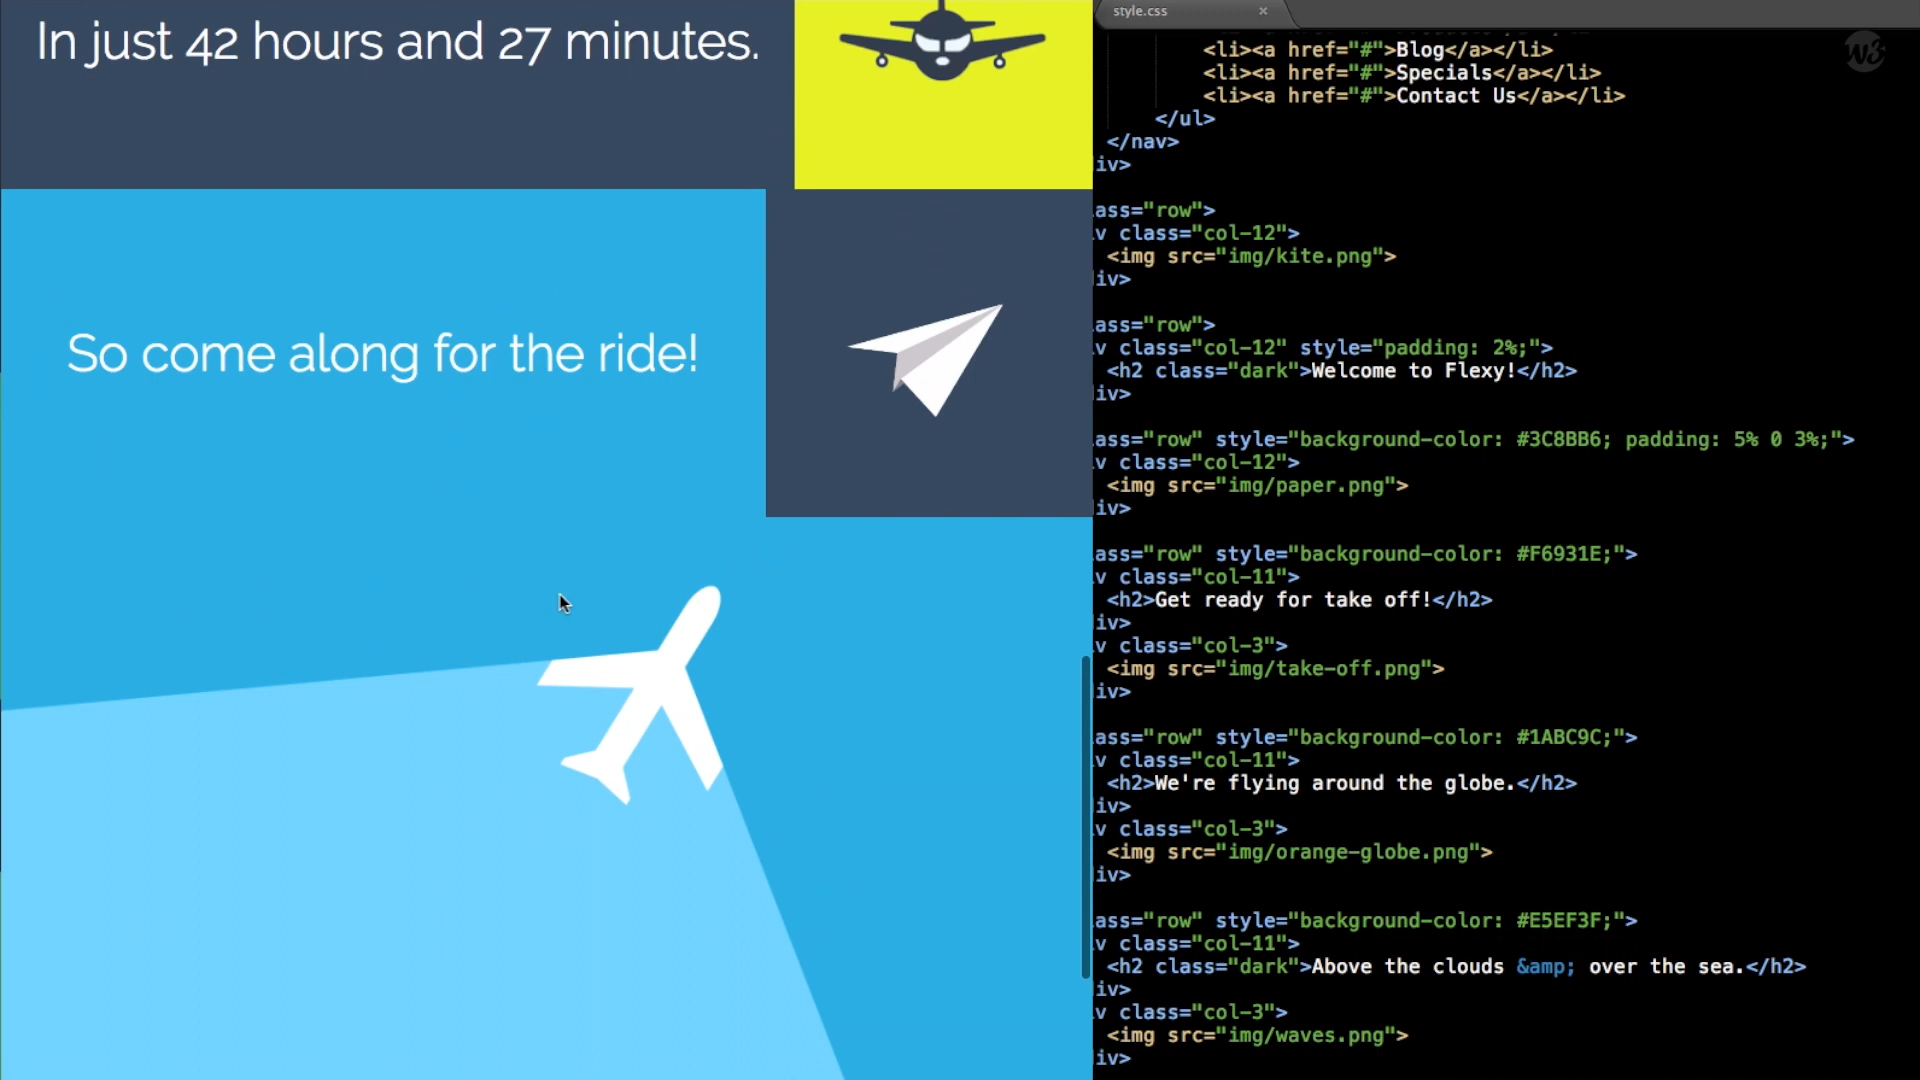 In just 42 hours and 27 minutes.
So come along for the ride!
style.css ×
<li><a href="#">Blog</a></li>
<li><a href="#">Specials</a></li>
<li><a href="#">Contact Us</a></li>
</ul>
</nav>
iv>
ass="row">
v class="col-12">
<img src="img/kite.png">
iv>
ass="row">
v class="col-12" style="padding: 2%;">
<h2 class="dark">Welcome to Flexy!</h2>
iv>
ass="row" style="background-color: #3C8BB6; padding: 5% 0 3%;">
v class="col-12">
<img src="img/paper.png">
iv>
ass="row" style="background-color: #F6931E;">
v class="col-11">
<h2>Get ready for take off!</h2>
iv>
v class="col-3">
<img src="img/take-off.png">
iv>
ass="row" style="background-color: #1ABC9C;">
v class="col-11">
<h2>We're flying around the globe.</h2>
iv>
v class="col-3">
<img src="img/orange-globe.png">
iv>
ass="row" style="background-color: #E5EF3F;">
v class="col-11">
<h2 class="dark">Above the clouds &amp; over the sea.</h2>
iv>
v class="col-3">
<img src="img/waves.png">
iv>